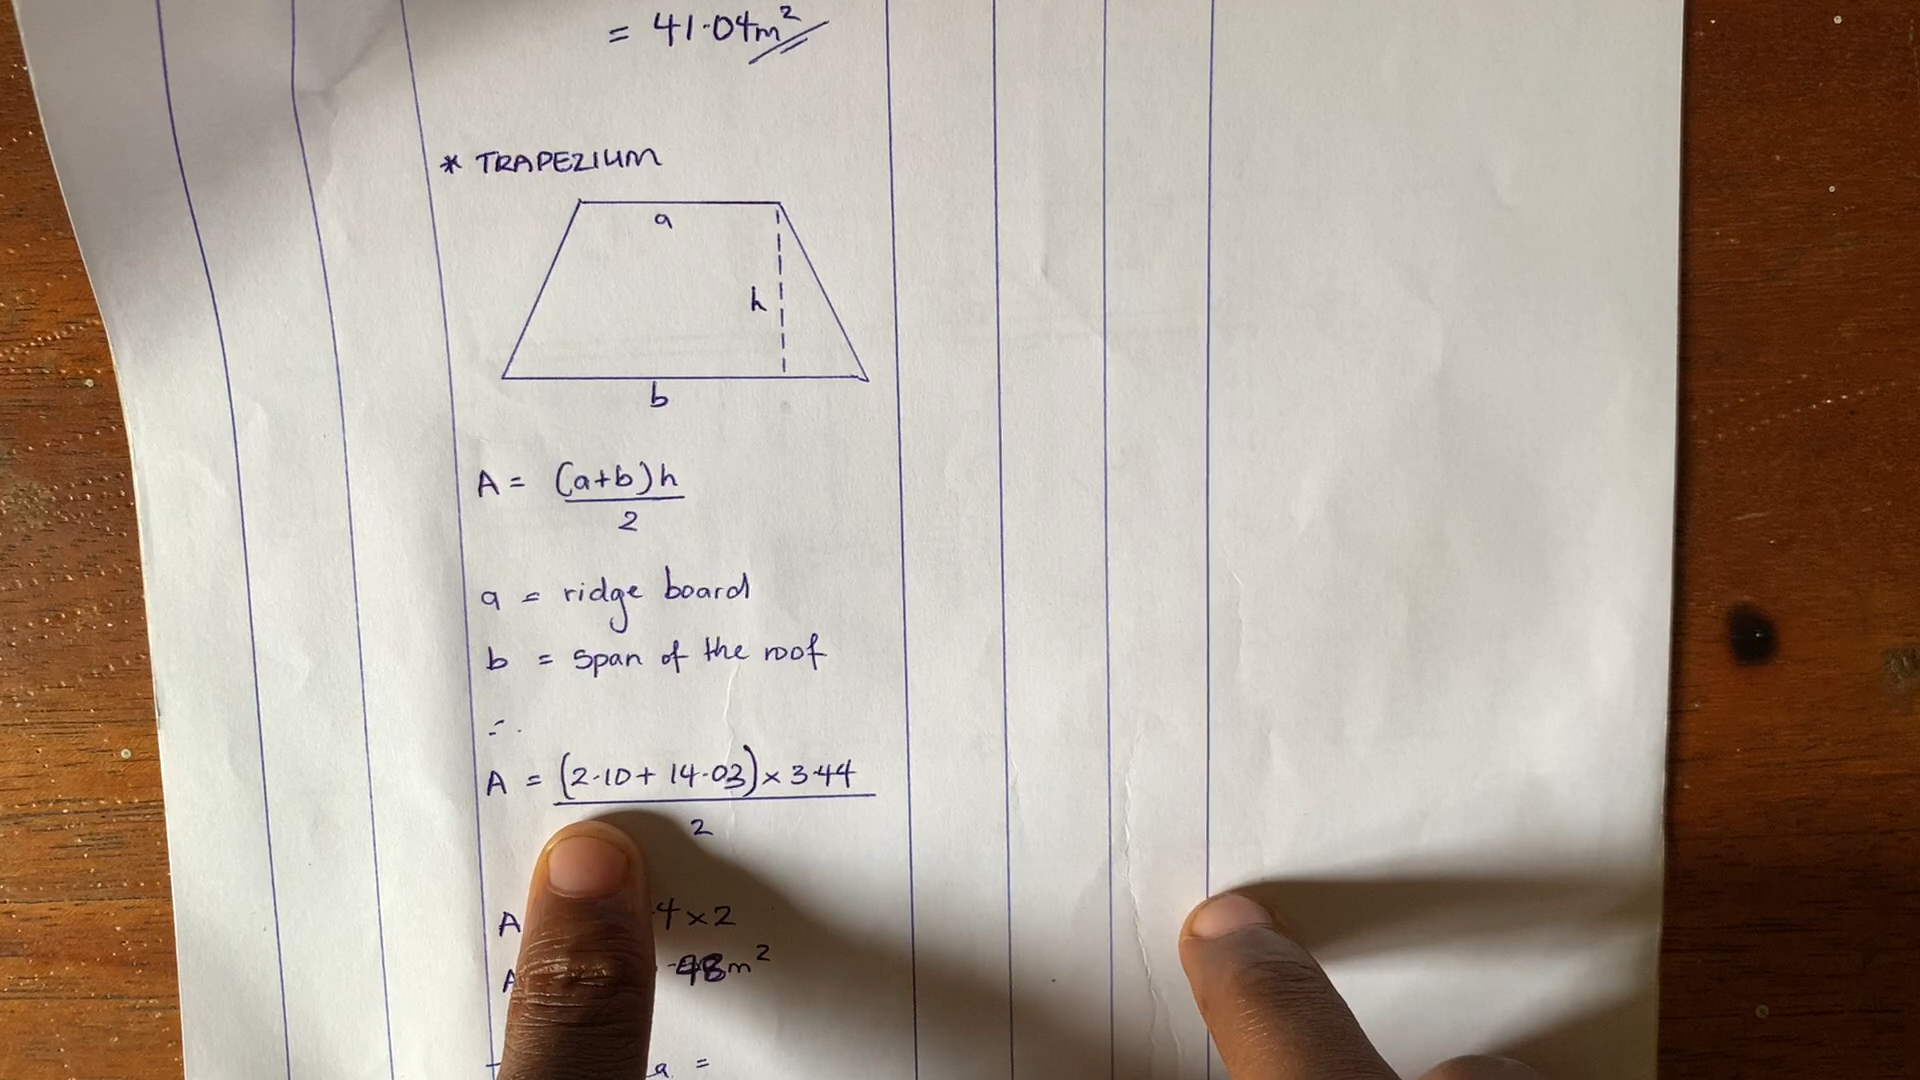 = 41.04m²
* TRAPEZIUM
a
h
b
A = (a+b)h
2
a = ridge board
b = span of the roof
∴
A = (2.10 + 14.03) × 3.44
2
A 4 × 2
A 48m²
a =